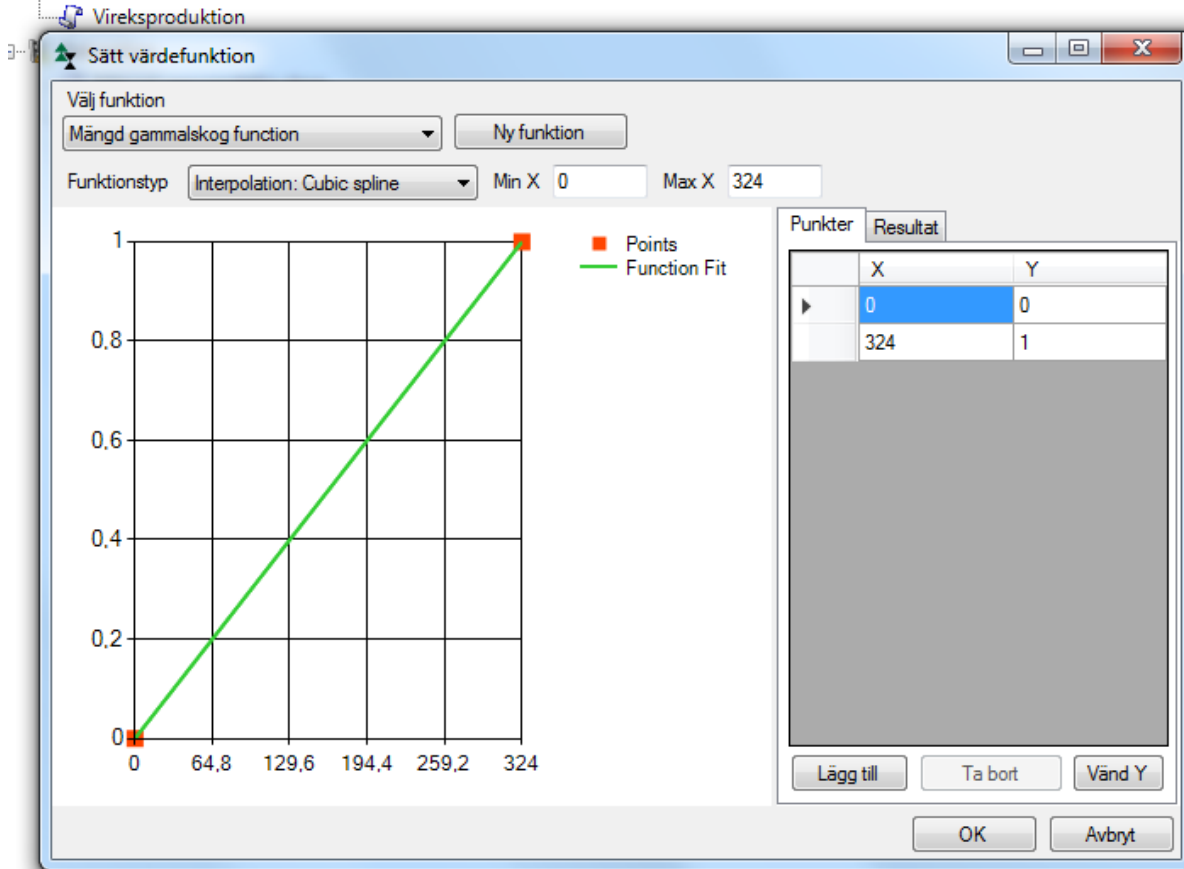 Vireksproduktion
Sätt värdefunktion
Välj funktion
Mängd gammalskog function
Ny funktion
Funktionstyp
Interpolation: Cubic spline
Min X
0
Max X
324
1
0,8
0,6
0,4
0,2
0
0 64,8 129,6 194,4 259,2 324
Points
Function Fit
Punkter
Resultat
X Y
0 0
324 1
Lägg till
Ta bort
Vänd Y
OK
Avbryt